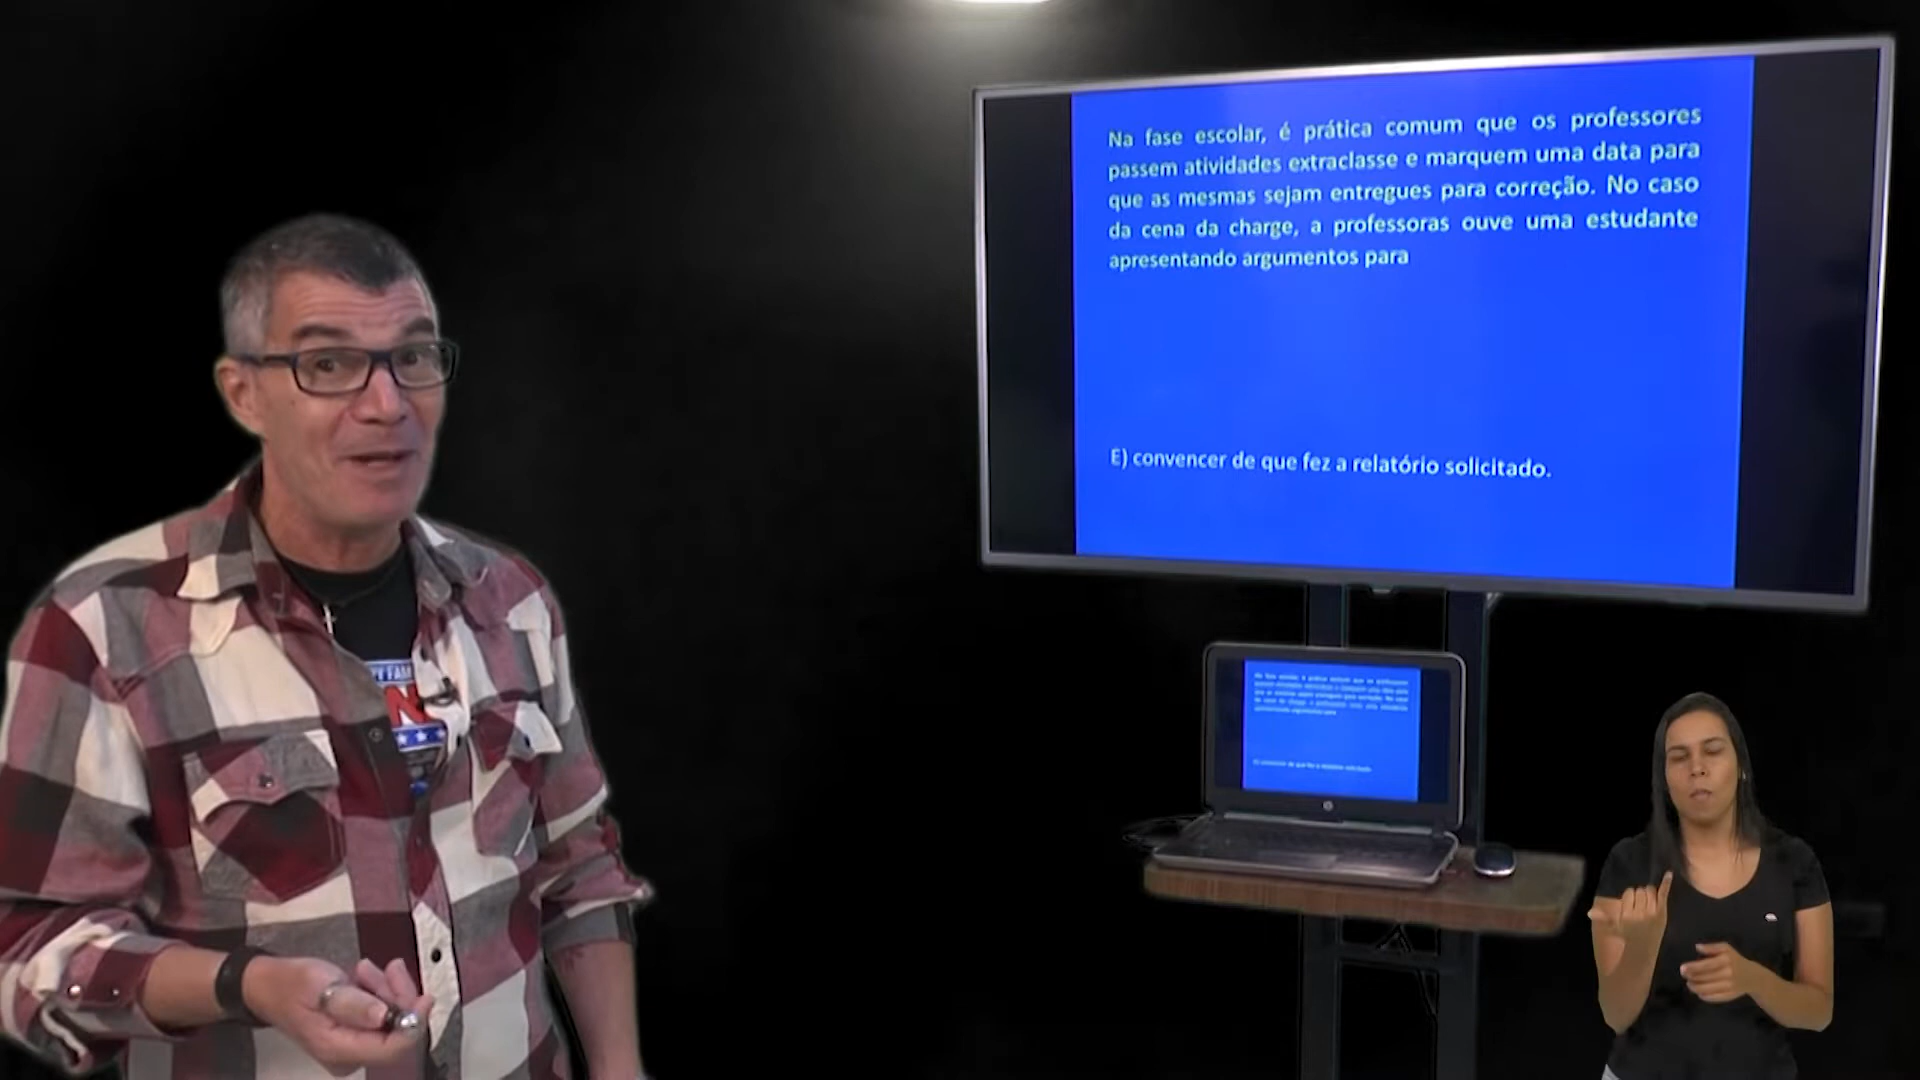 Na fase escolar, é prática comum que os professores
passem atividades extraclasse e marquem uma data para
que as mesmas sejam entregues para correção. No caso
da cena da charge, a professoras ouve uma estudante
apresentando argumentos para
E) convencer de que fez a relatório solicitado.